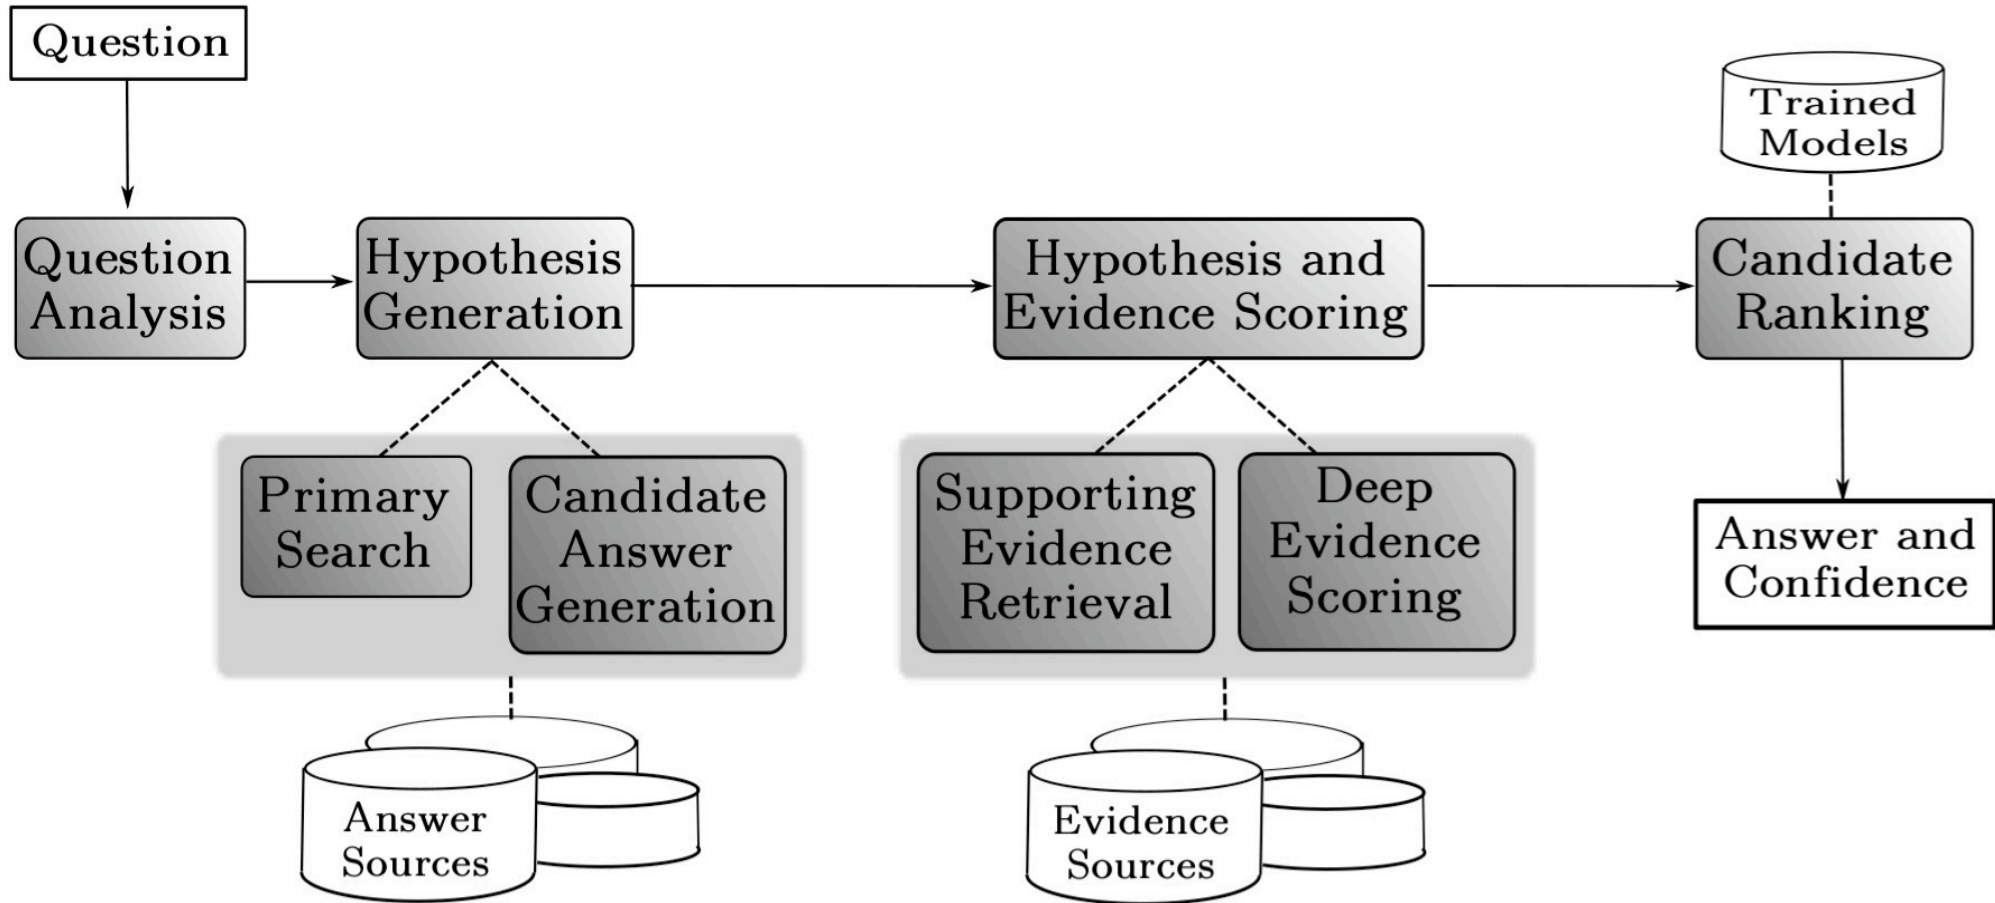 Question
Trained
Models
Question
Analysis
Hypothesis
Generation
Hypothesis and
Evidence Scoring
Candidate
Ranking
Primary
Search
Candidate
Answer
Generation
Supporting
Evidence
Retrieval
Deep
Evidence
Scoring
Answer and
Confidence
Answer
Sources
Evidence
Sources